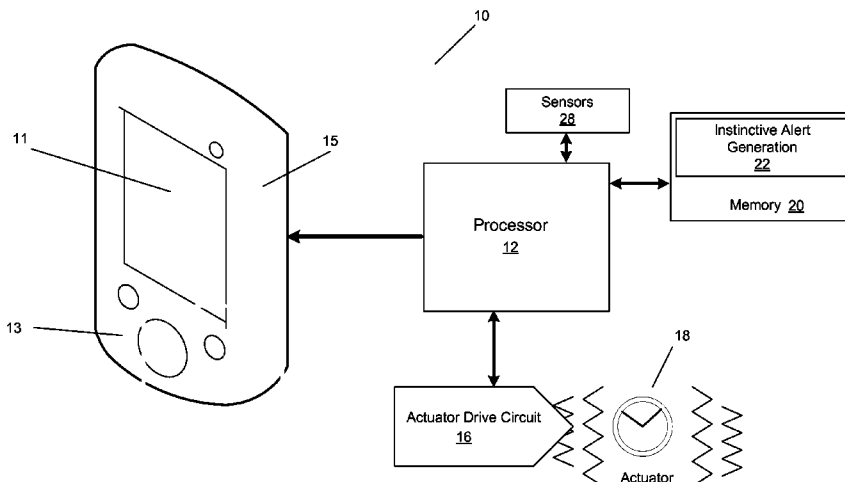 10
Sensors
28
11
15
Instinctive Alert
Generation
22
Memory 20
Processor
12
13
18
Actuator Drive Circuit
16
Actuator